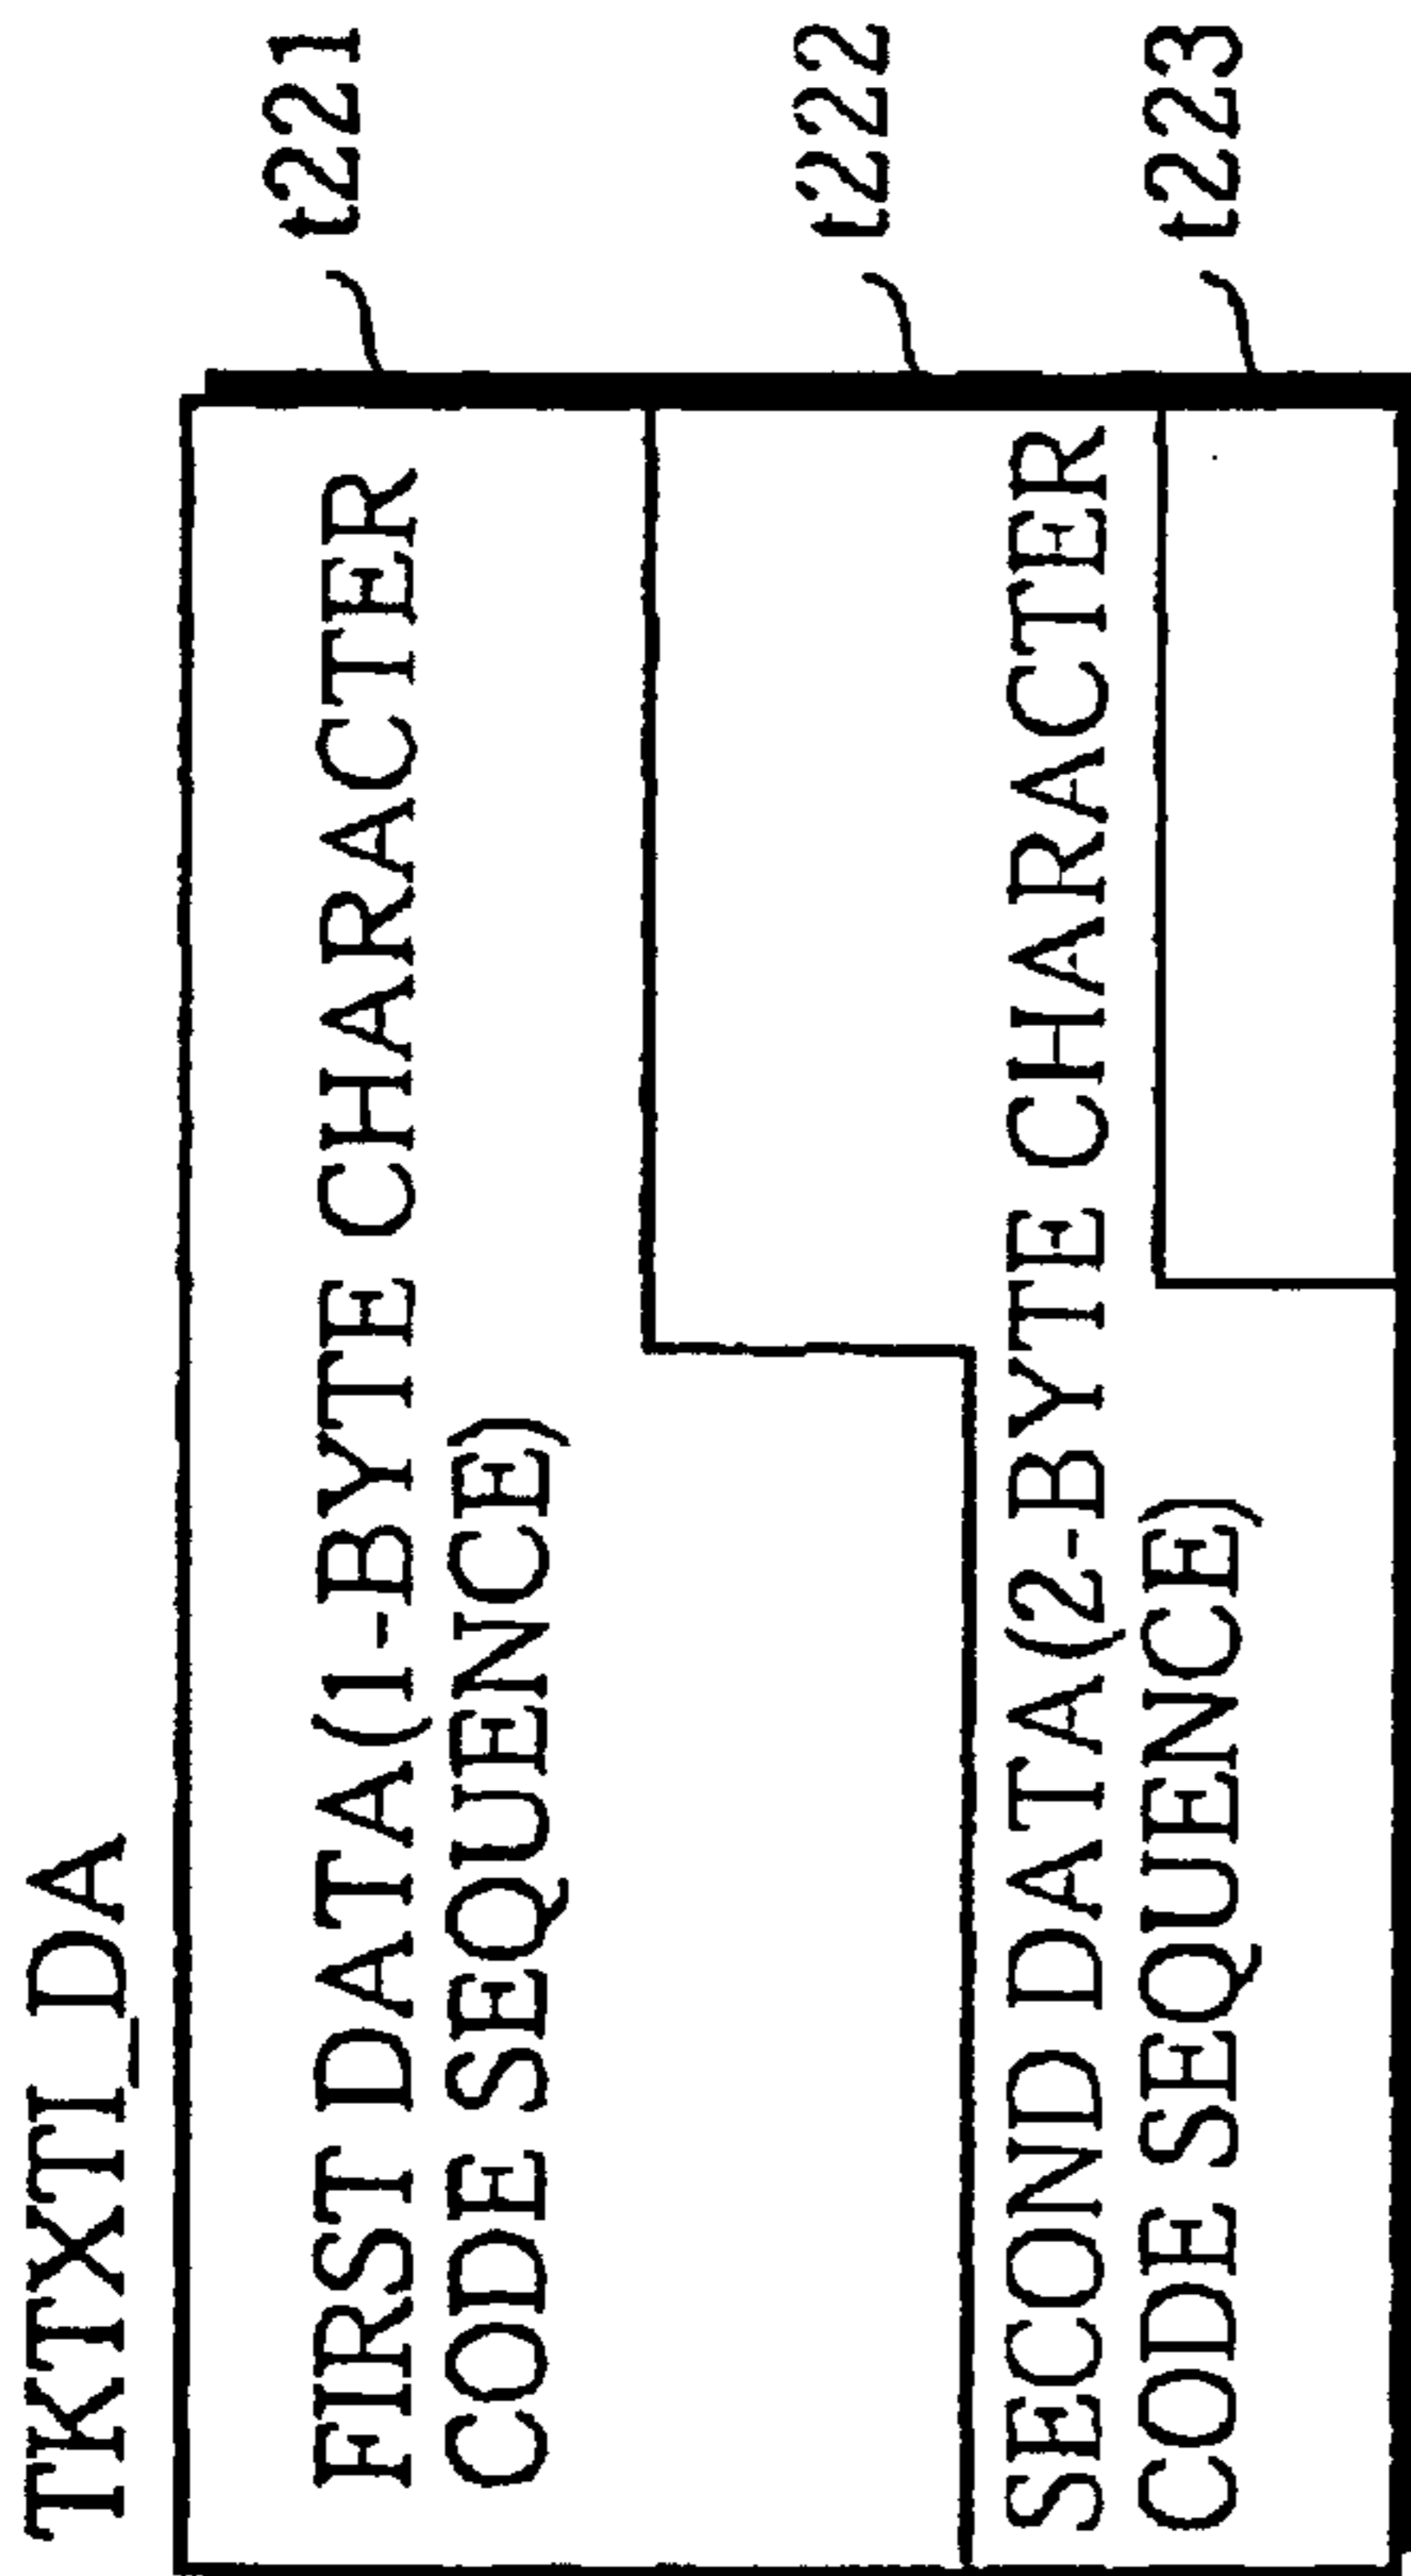 TKTXTI_DA
FIRST DATA(1-BYTE CHARACTER
CODE SEQUENCE)
t221
t222
SECOND DATA(2-BYTE CHARACTER
CODE SEQUENCE)
t223